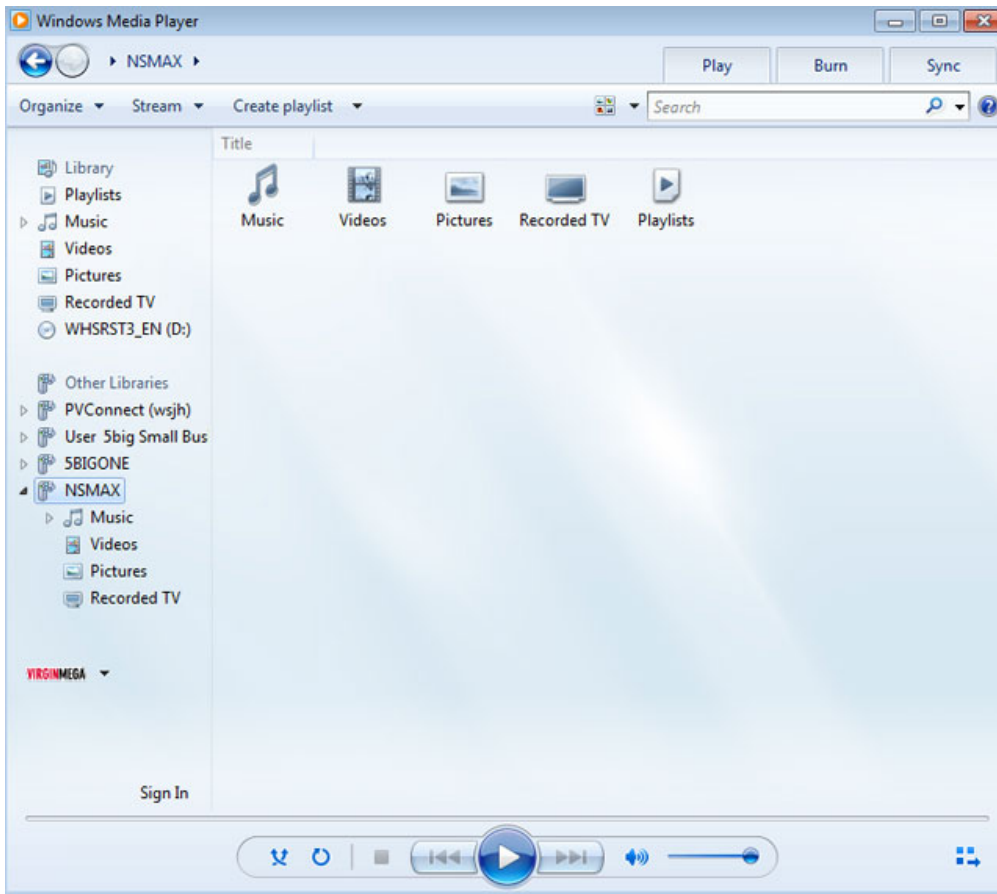 Windows Media Player
NSMAX
Play Burn Sync
Organize Stream Create playlist Search
Title
Library
Playlists
Music
Videos
Pictures
Recorded TV
WHSRST3_EN (D:)
Other Libraries
PVConnect (wsjh)
User 5big Small Bus
5BIGONE
NSMAX
Music
Videos
Pictures
Recorded TV
VIRGINMEGA
Sign In
Music Videos Pictures Recorded TV Playlists